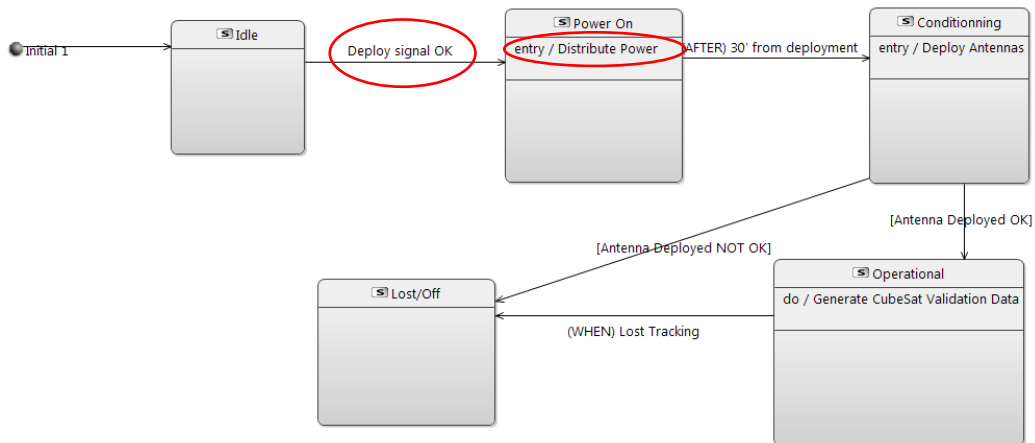 Initial 1
Idle
Deploy signal OK
Power On
entry / Distribute Power
(AFTER) 30' from deployment
Conditionning
entry / Deploy Antennas
[Antenna Deployed NOT OK]
[Antenna Deployed OK]
Lost/Off
(WHEN) Lost Tracking
Operational
do / Generate CubeSat Validation Data